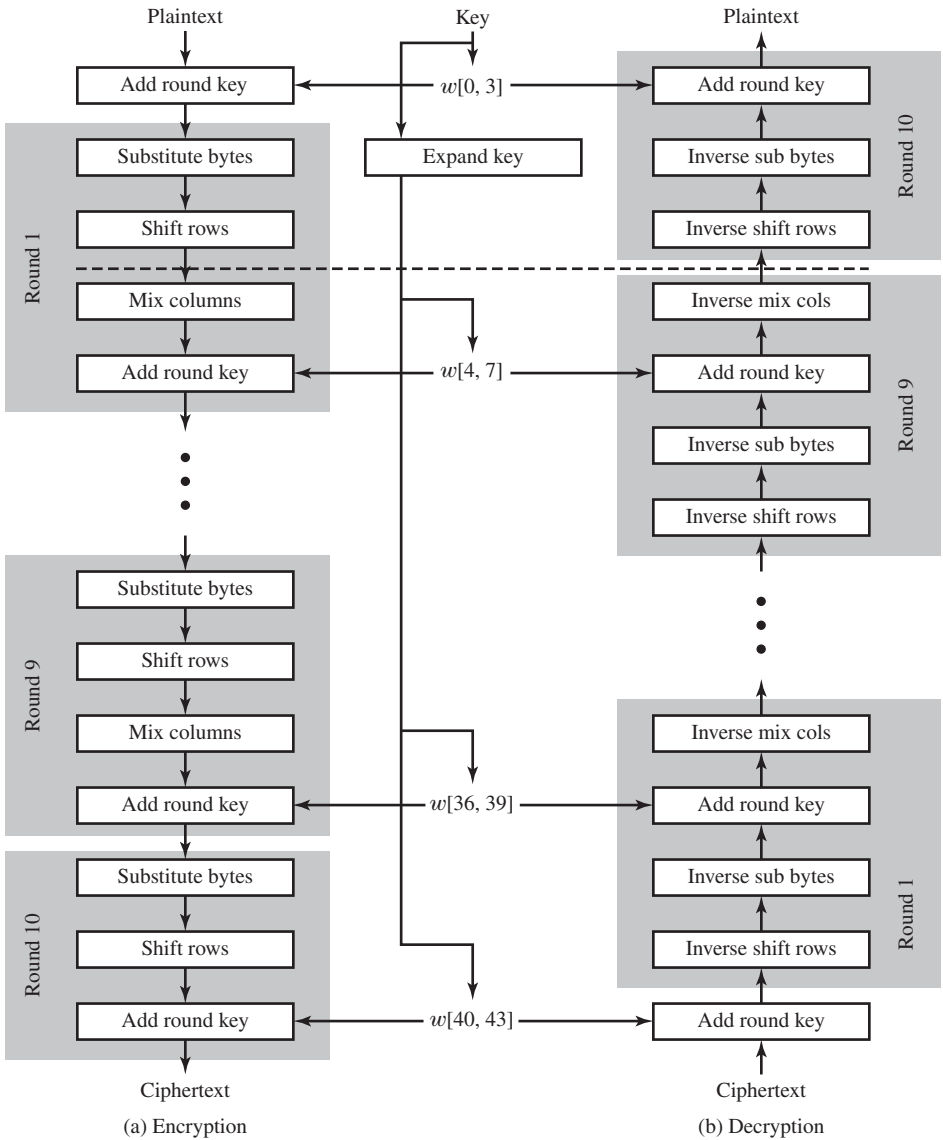 Plaintext
Add round key
Round 1
Substitute bytes
Shift rows
Mix columns
Add round key
Round 9
Substitute bytes
Shift rows
Mix columns
Add round key
Round 10
Substitute bytes
Shift rows
Add round key
Ciphertext
(a) Encryption
Key
w[0, 3]
Expand key
w[4, 7]
w[36, 39]
w[40, 43]
Plaintext
Add round key
Inverse sub bytes
Inverse shift rows
Round 10
Inverse mix cols
Add round key
Inverse sub bytes
Inverse shift rows
Round 9
Inverse mix cols
Add round key
Inverse sub bytes
Inverse shift rows
Round 1
Add round key
Ciphertext
(b) Decryption